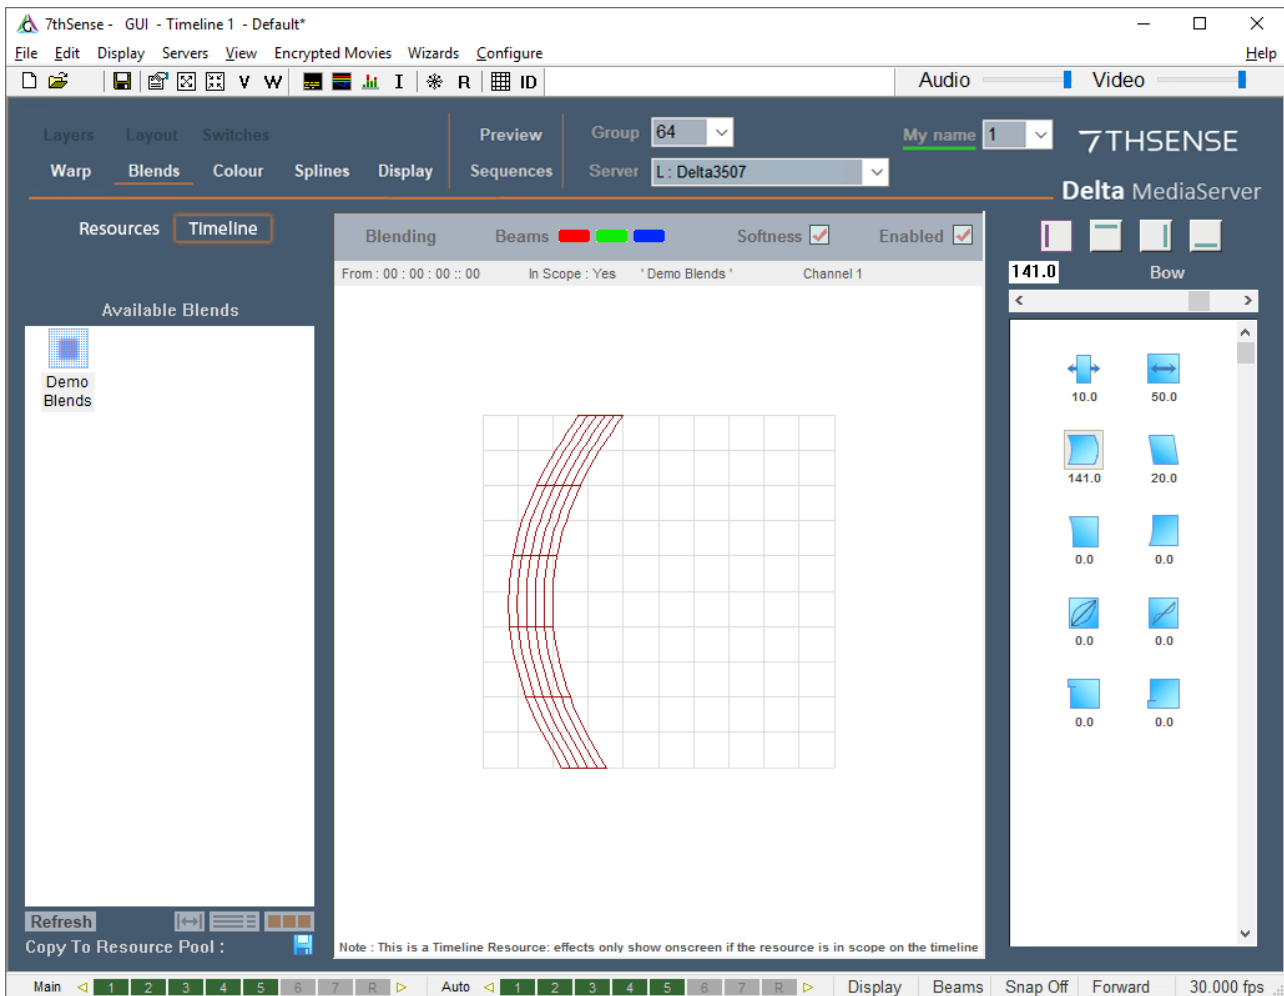 7thSense - GUI - Timeline 1 - Default*
File Edit Display Servers View Encrypted Movies Wizards Configure Help
V W I R ID Audio Video
Layers Layout Switches Preview Group 64 My name 1 7THSENSE
Warp Blends Colour Splines Display Sequences Server L : Delta3507
Delta MediaServer
Resources Timeline
Blending Beams Softness Enabled
From : 00 : 00 : 00 :: 00 In Scope : Yes ' Demo Blends ' Channel 1
141.0 Bow
Available Blends
Demo
Blends
10.0 50.0
141.0 20.0
0.0 0.0
0.0 0.0
0.0 0.0
Refresh
Copy To Resource Pool :
Note : This is a Timeline Resource: effects only show onscreen if the resource is in scope on the timeline
Main 1 2 3 4 5 6 7 R Auto 1 2 3 4 5 6 7 R Display Beams Snap Off Forward 30.000 fps